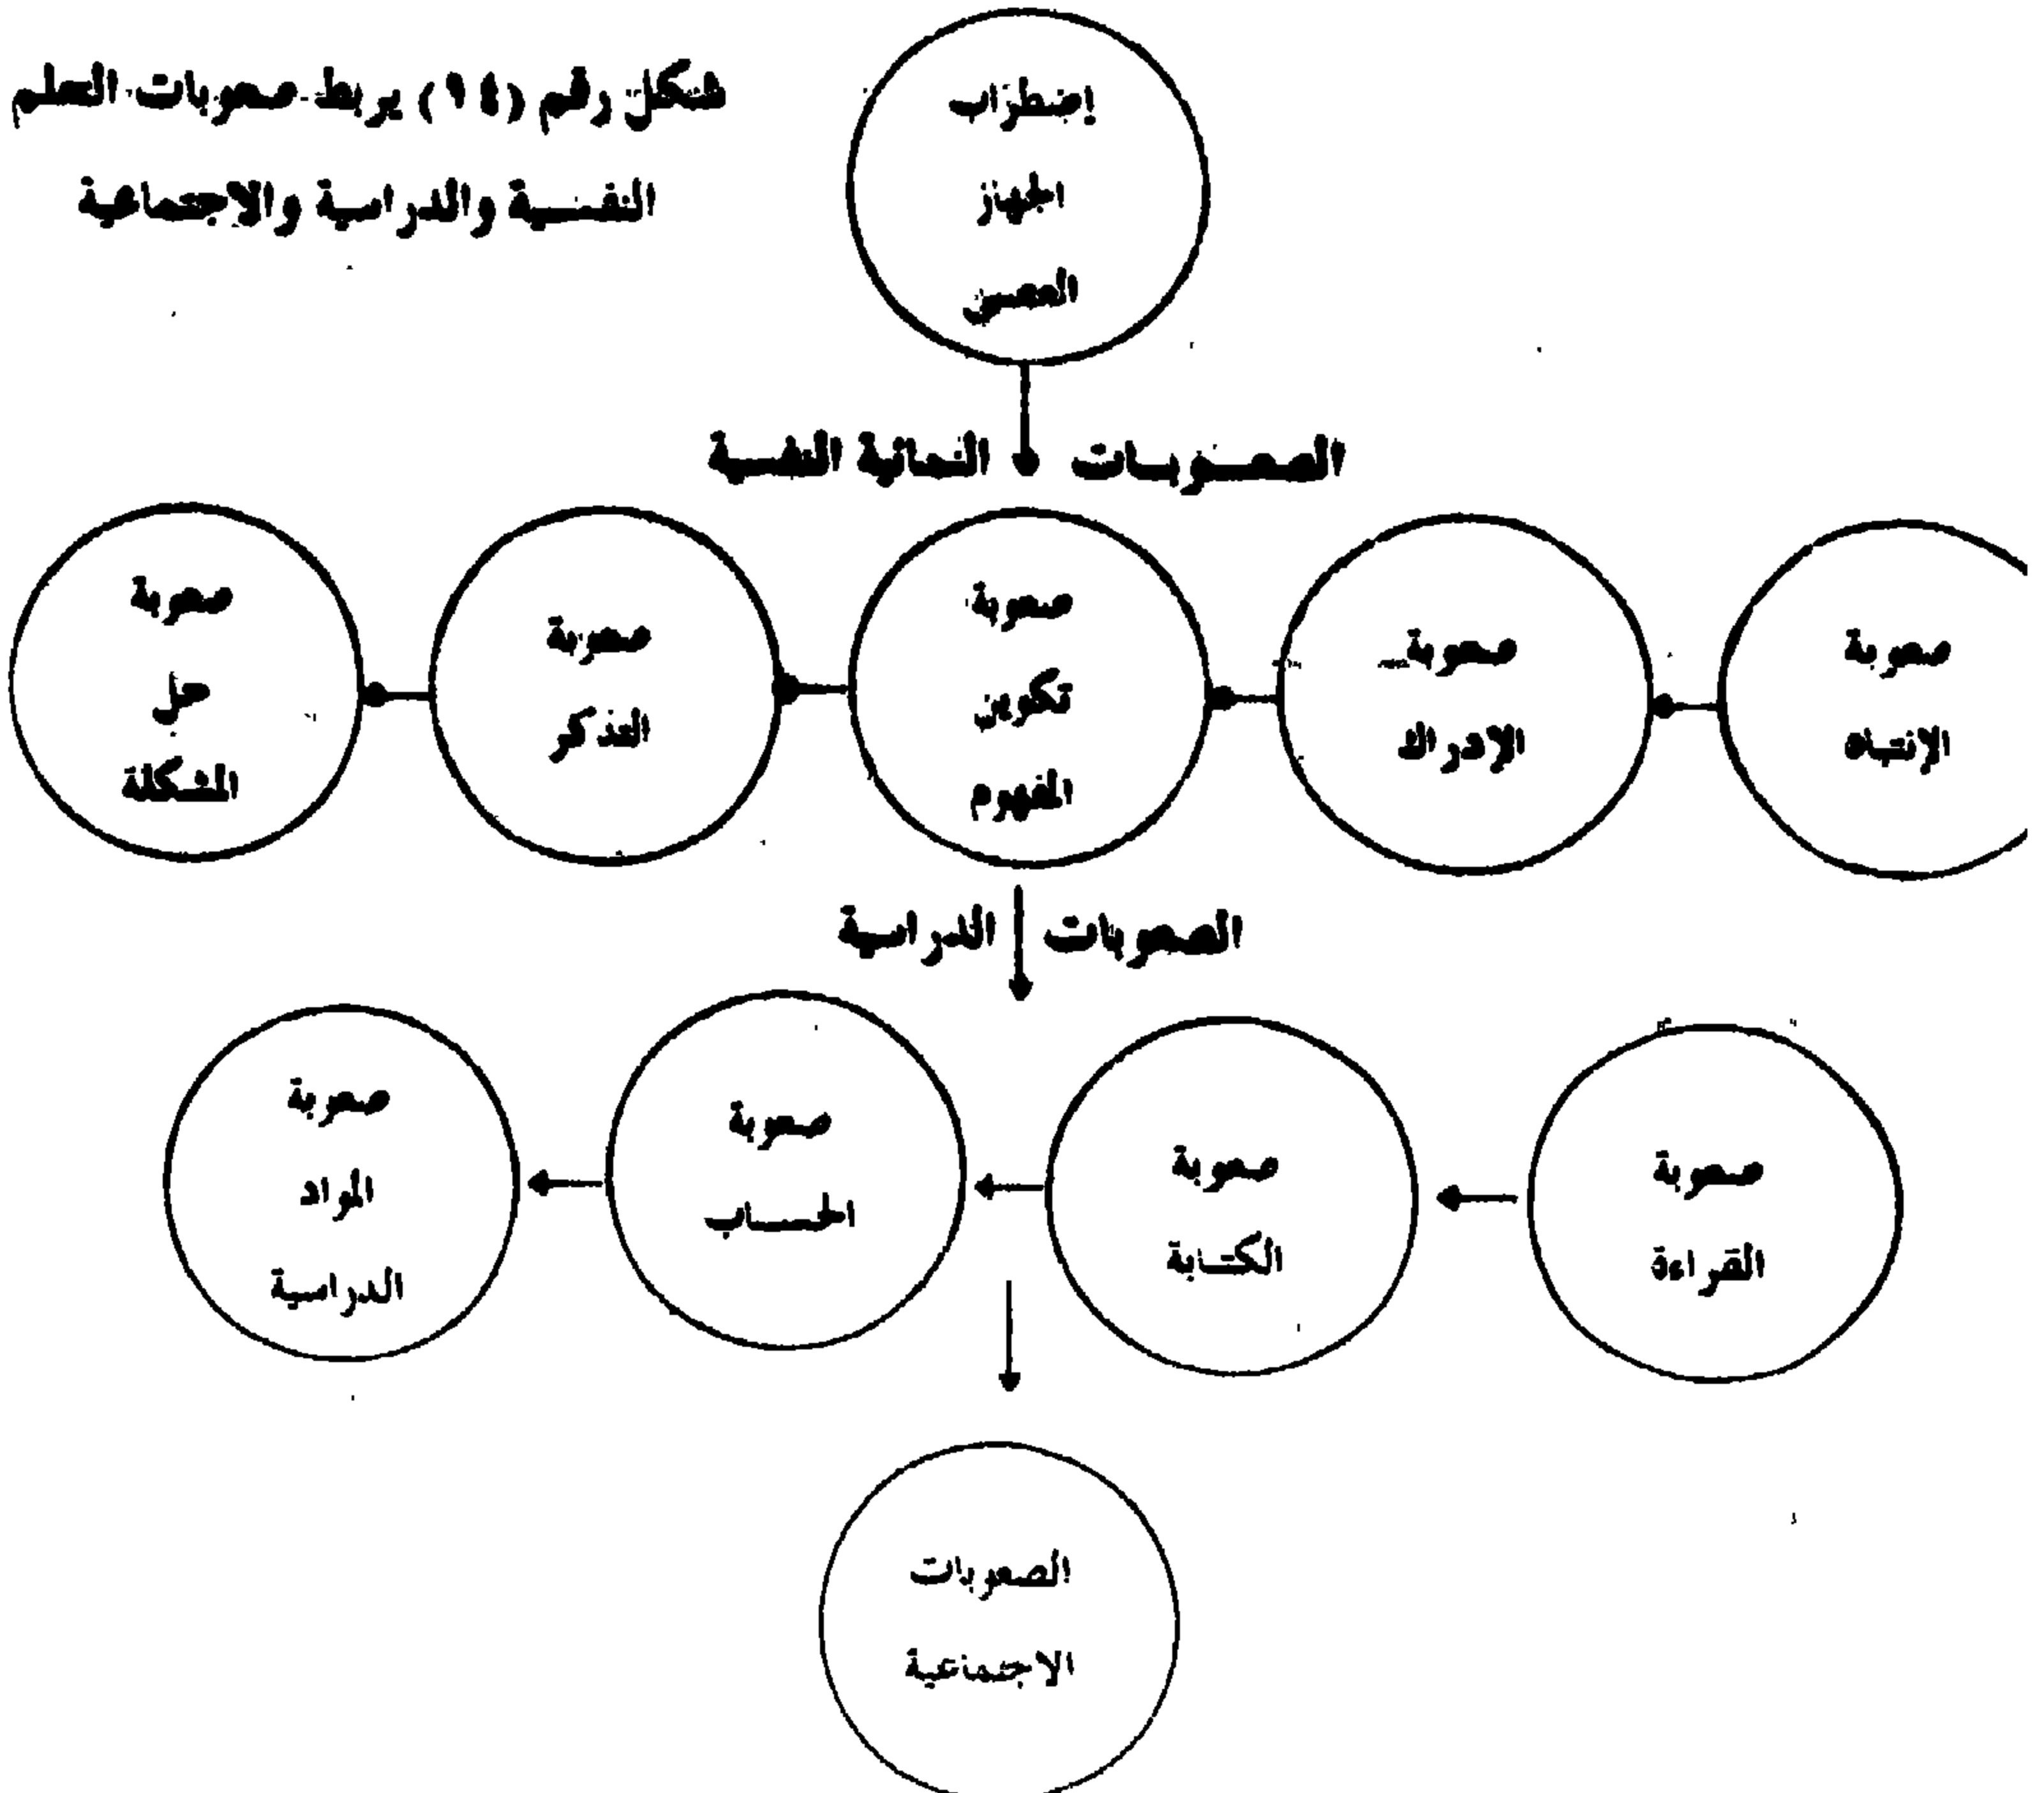 شكل رقم (١٤) يربط صعوبات التعلم
النفسية والدراسية والاجتماعية
إضطراب
الجهاز
العصبى
الصعوبات النمائية النفسية
صعوبة
الإنتباه
صعوبة
الإدراك
صعوبة
تكوين
المفهوم
صعوبة
التذكر
صعوبة
حل
المشكلة
الصعوبات الدراسية
صعوبة
القراءة
صعوبة
الكتابة
صعوبة
الحساب
صعوبة
المواد
الدراسية
الصعوبات
الاجتماعية